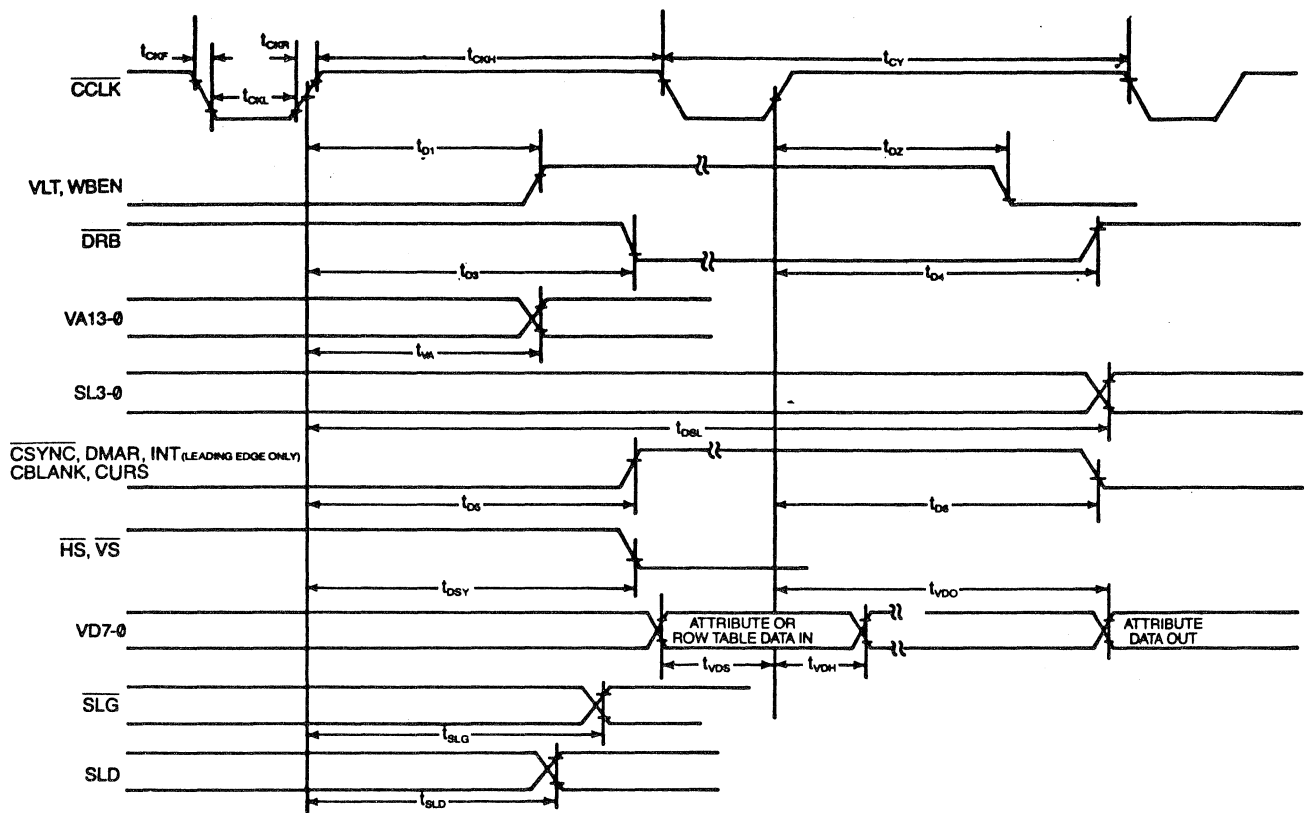 tCKF
tCKR
tCKH
tCY
CCLK
tCKL
tD1
tDZ
VLT, WBEN
DRB
tD3
tD4
VA13-0
tVA
SL3-0
tDSL
CSYNC, DMAR, INT (LEADING EDGE ONLY)
CBLANK, CURS
tD5
tD6
HS, VS
tDSY
tVDO
VD7-0
ATTRIBUTE OR
ROW TABLE DATA IN
ATTRIBUTE
DATA OUT
tVDS
tVDH
SLG
tSLG
SLD
tSLD